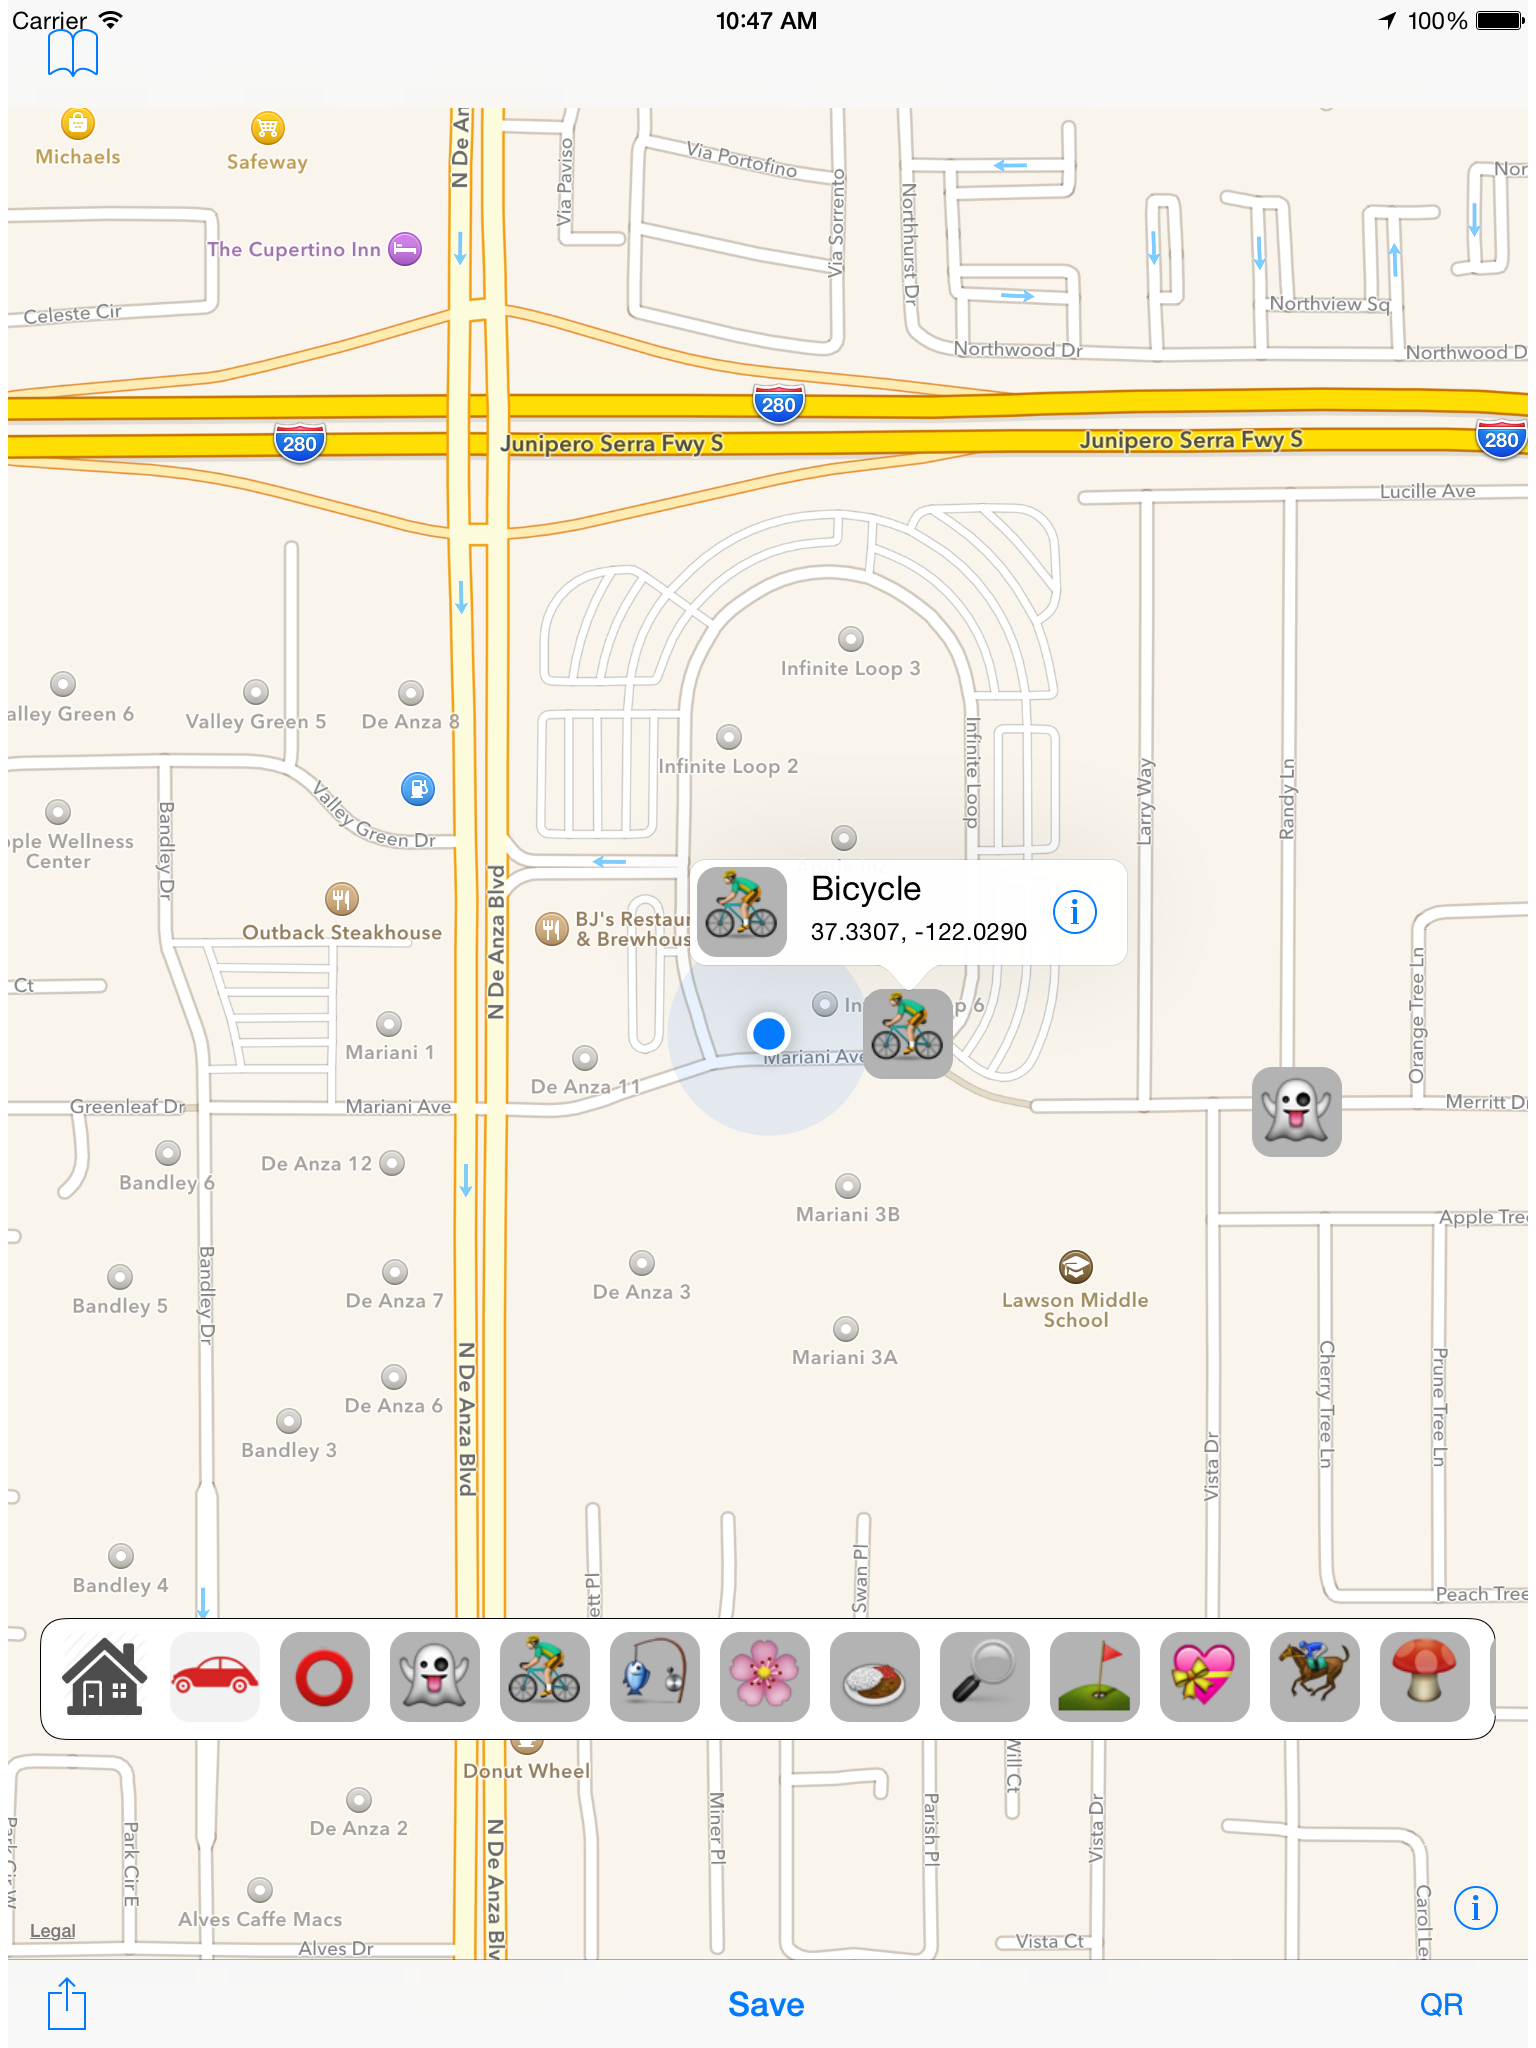 Carrier 10:47 AM 100%
Michaels
Safeway
N De An
Via Paviso
Via Portofino
Via Sorrento
Northhurst Dr
Nor
The Cupertino Inn
Celeste Cir
Northview Sq
Northwood Dr
Northwood D
280
280
280
Junipero Serra Fwy S
Junipero Serra Fwy S
Lucille Ave
Infinite Loop 3
alley Green 6
Valley Green 5
De Anza 8
Infinite Loop 2
Infinite Loop
Larry Way
Randy Ln
Valley Green Dr
Bandley Dr
ople Wellness
Center
N De Anza Blvd
Outback Steakhouse
BJ's Restaur
& Brewhous
Bicycle
37.3307, -122.0290
Ct
Orange Tree Ln
Mariani 1
De Anza 11
p 6
Mariani Ave
Greenleaf Dr
Mariani Ave
Merritt Dr
Bandley 6
De Anza 12
Mariani 3B
Apple Tree
Bandley Dr
Bandley 5
De Anza 7
De Anza 3
Lawson Middle
School
Mariani 3A
N De Anza Blvd
De Anza 6
Bandley 3
Cherry Tree Ln
Prune Tree Ln
Vista Dr
Bandley 4
ett Pl
Swan Pl
Peach Tree
Donut Wheel
Will Ct
De Anza 2
Park Cir W
Park Cir E
N De Anza Blv
Miner Pl
Parish Pl
Vista Dr
Carol Le
Alves Caffe Macs
Legal
Alves Dr
Vista Ct
Save
QR